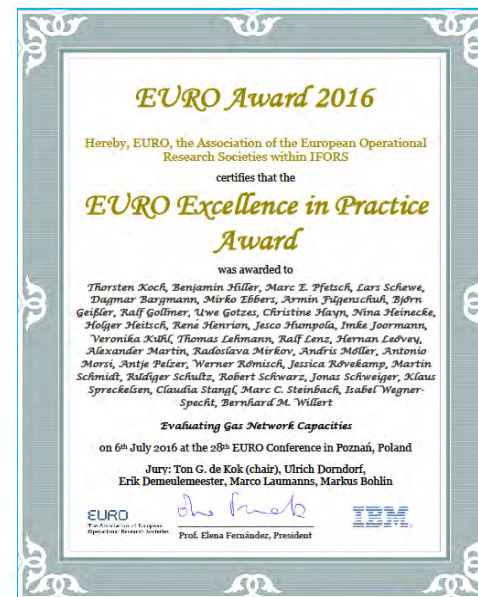 EURO Award 2016
Hereby, EURO, the Association of the European Operational
Research Societies within IFORS
certifies that the
EURO Excellence in Practice
Award
was awarded to
Thorsten Koch, Benjamin Hiller, Marc E. Pfetsch, Lars Schewe,
Dagmar Bargmann, Mirko Ebbers, Armin Fügenschuh, Björn
Geißler, Ralf Gollmer, Uwe Gotzes, Christine Hayn, Nina Heinecke,
Holger Heitsch, René Henrion, Jesco Humpola, Imke Joormann,
Veronika Kühl, Thomas Lehmann, Ralf Lenz, Hernan Leövey,
Alexander Martin, Radoslava Mirkov, Andris Möller, Antonio
Morsi, Antje Pelzer, Werner Römisch, Jessica Rövekamp, Martin
Schmidt, Rüdiger Schultz, Robert Schwarz, Jonas Schweiger, Klaus
Spreckelsen, Claudia Stangl, Marc C. Steinbach, Isabel Wegner-
Specht, Bernhard M. Willert
Evaluating Gas Network Capacities
on 6th July 2016 at the 28th EURO Conference in Poznań, Poland
Jury: Ton G. de Kok (chair), Ulrich Dorndorf,
Erik Demeulemeester, Marco Laumanns, Markus Bohlin
EURO
The Association of European
Operational Research Societies
Prof. Elena Fernández, President
IBM